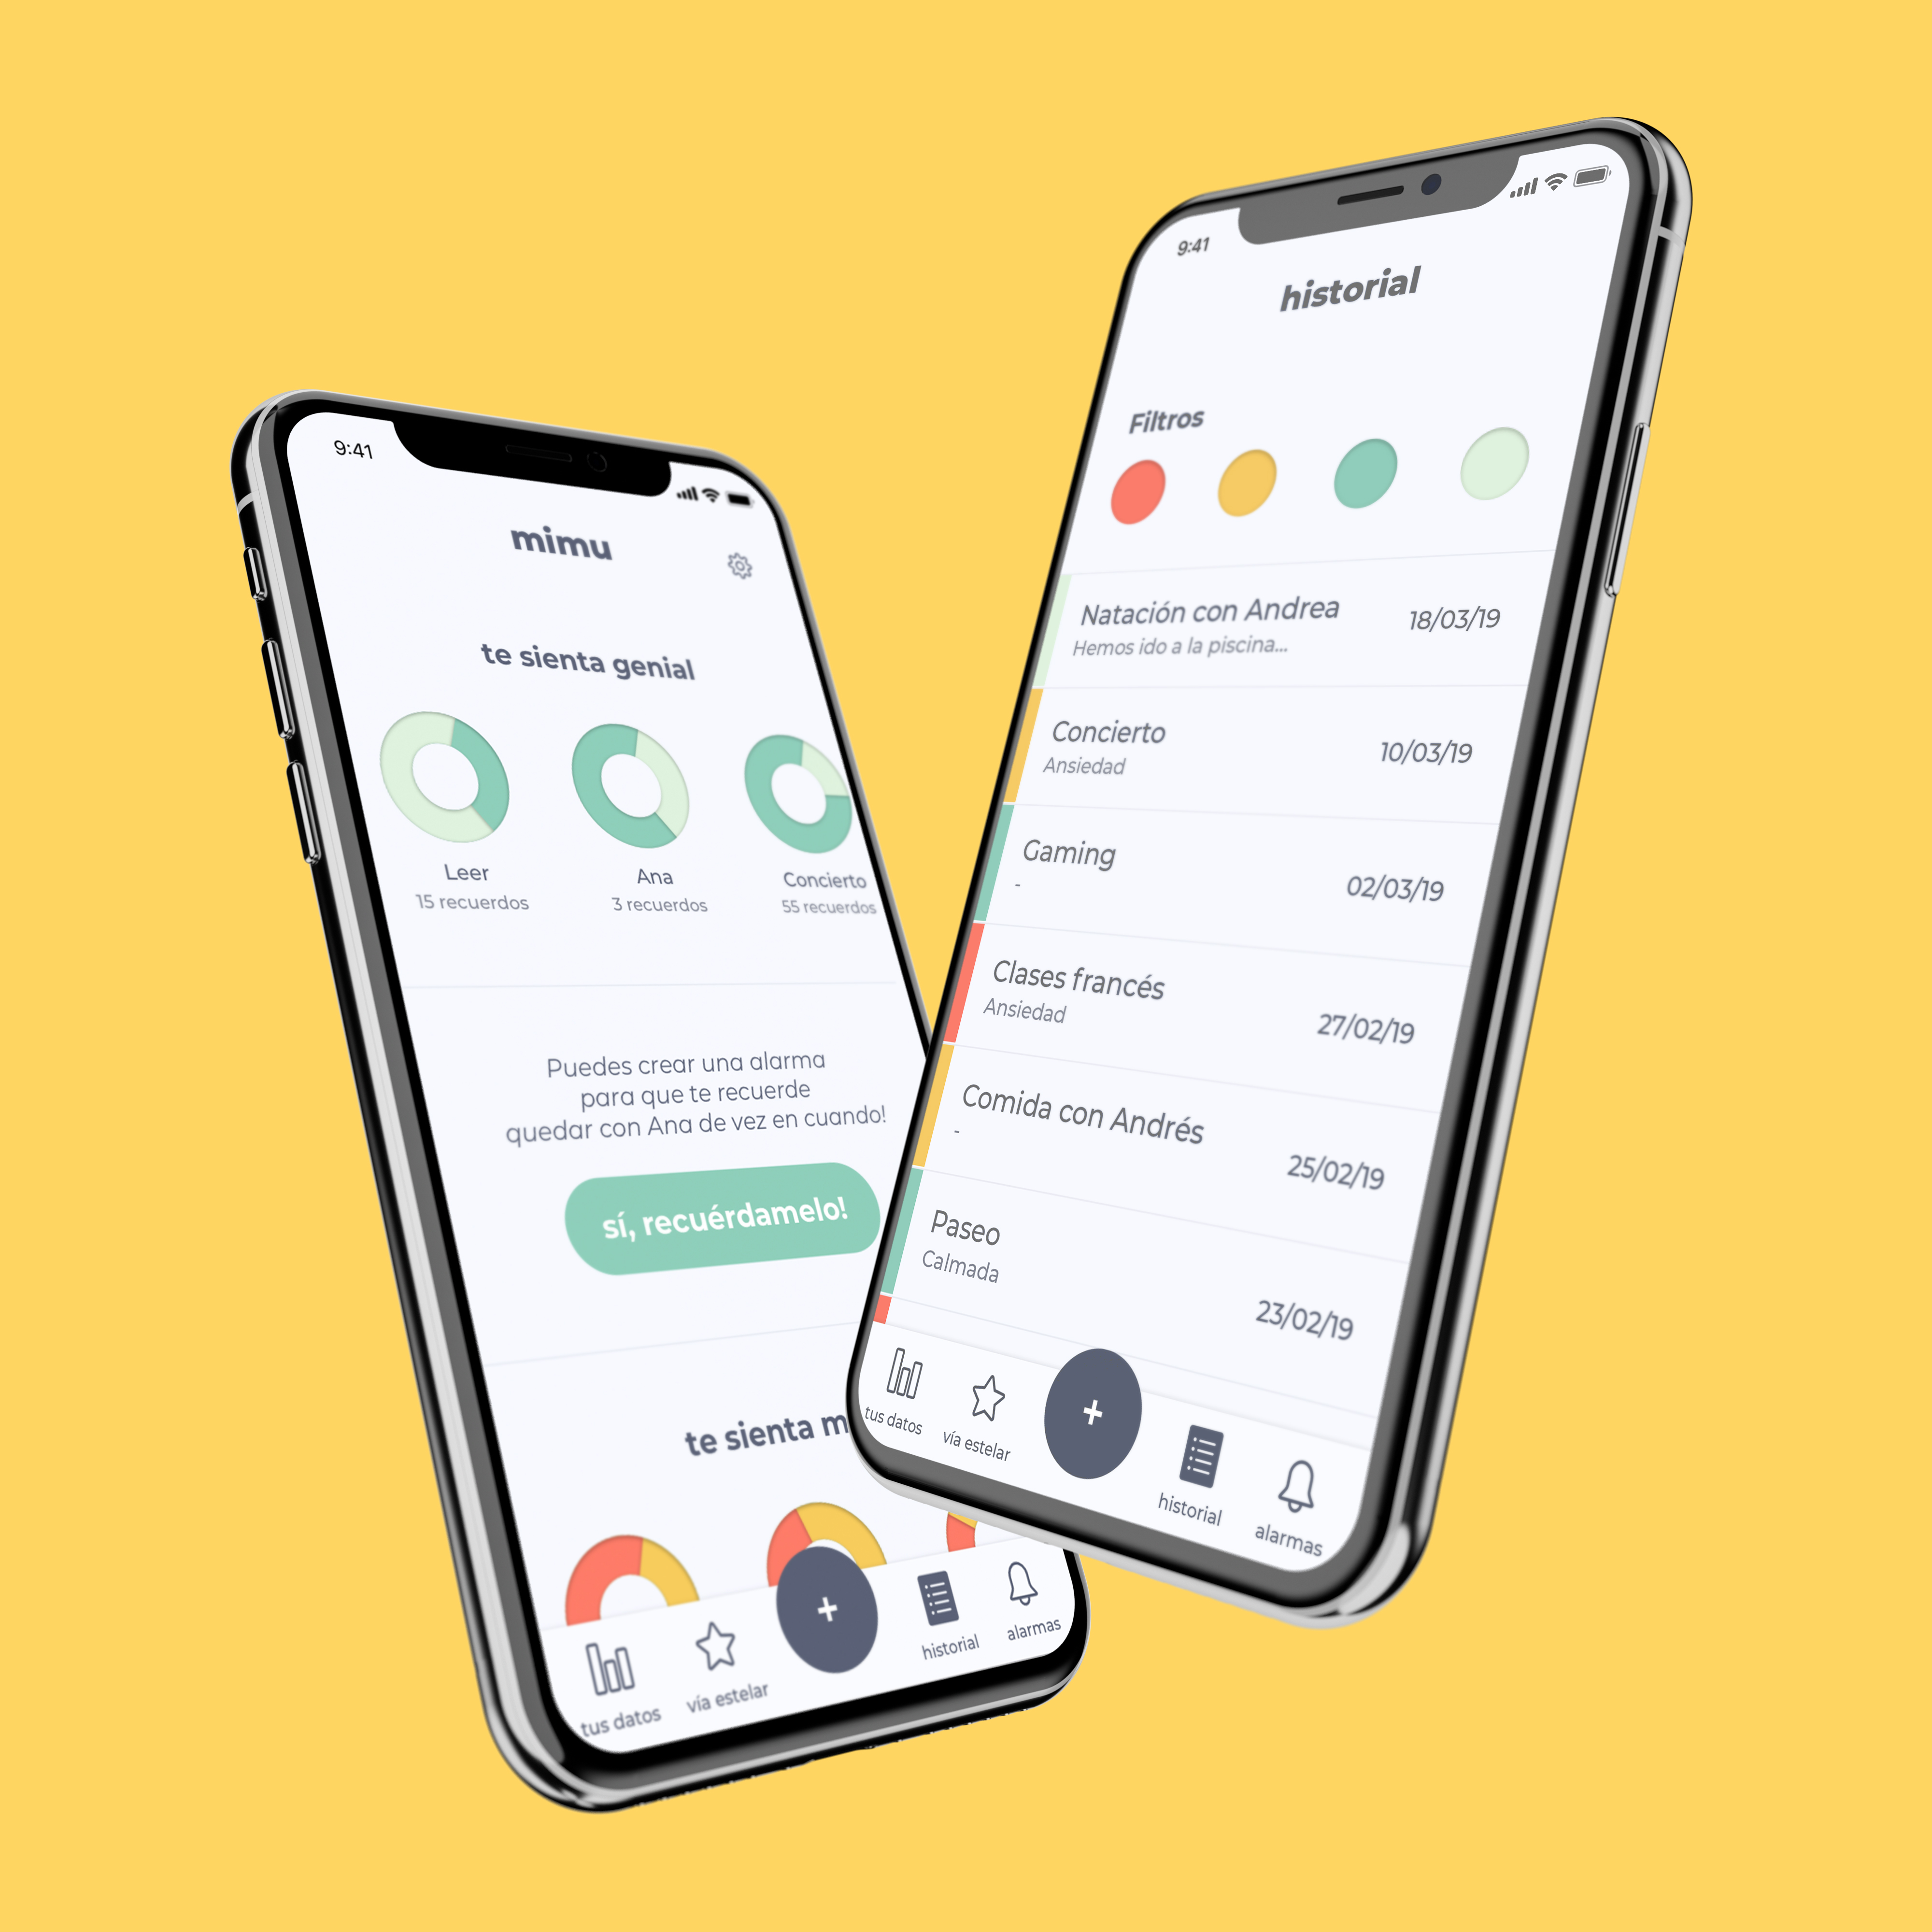 9:41
mimu
te sienta genial
Leer
15 recuerdos
Ana
3 recuerdos
Concierto
55 recuerdos
Puedes crear una alarma
para que te recuerde
quedar con Ana de vez en cuando!
sí, recuérdamelo!
te sienta
+
tus datos
vía estelar
historial
alarmas
9:41
historial
Filtros
Natación con Andrea
18/03/19
Hemos ido a la piscina...
Concierto
10/03/19
Ansiedad
Gaming
02/03/19
-
Clases francés
27/02/19
Ansiedad
Comida con Andrés
25/02/19
-
Paseo
23/02/19
Calmada
+
tus datos
vía estelar
historial
alarmas